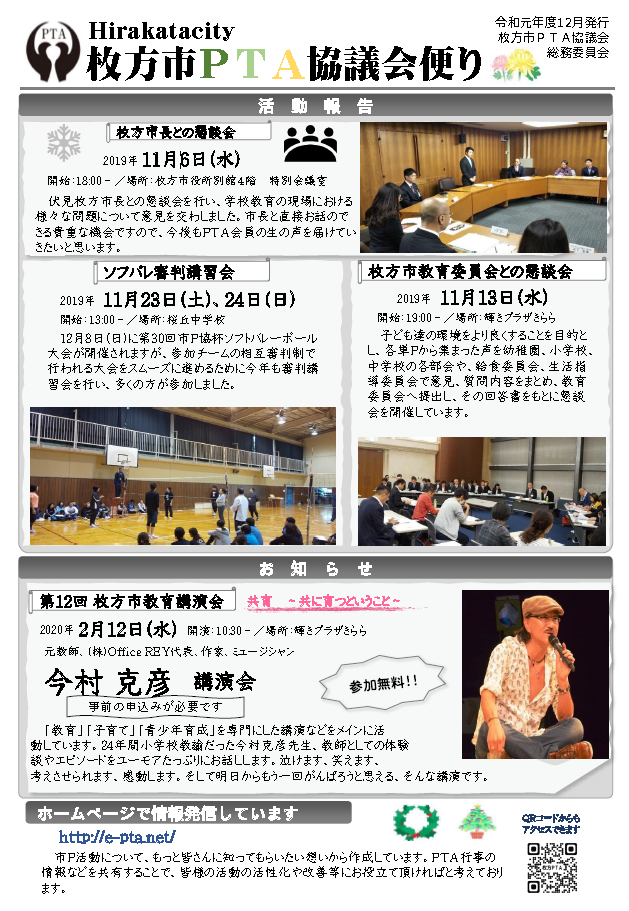 PTA
Hirakatacity
枚方市PTA協議会便り
令和元年度12月発行
枚方市PTA協議会
総務委員会
活 動 報 告
枚方市長との懇談会
2019年 11月6日(水)
開始:18:00-／場所:枚方市役所別館4階 特別会議室
伏見枚方市長との懇談会を行い、学校教育の現場における
様々な問題について意見を交わしました。市長と直接お話ので
きる貴重な機会ですので、今後もPTA会員の生の声を届けてい
きたいと思います。
ソフバレ審判講習会
2019年 11月23日(土)、24日(日)
開始:13:00-／場所:桜丘中学校
12月8日(日)に第30回市P協杯ソフトバレーボール
大会が開催されますが、参加チームの相互審判制で
行われる大会をスムーズに進めるために今年も審判講
習会を行い、多くの方が参加しました。
枚方市教育委員会との懇談会
2019年 11月13日(水)
開始:19:00-／場所:輝きプラザきらら
子ども達の環境をより良くすることを目的と
し、各単Pから集まった声を幼稚園、小学校、
中学校の各部会や、給食委員会、生活指
導委員会で意見、質問内容をまとめ、教育
委員会へ提出し、その回答書をもとに懇談
会を開催しています。
お 知 ら せ
第12回 枚方市教育講演会
共育 ~共に育つということ~
2020年 2月12日(水) 開演:10:30-／場所:輝きプラザきらら
元教師、(株)Office REY代表、作家、ミュージシャン
今村 克彦 講演会
参加無料!!
事前の申込みが必要です
「教育」「子育て」「青少年育成」を専門にした講演などをメインに活
動しています。24年間小学校教諭だった今村克彦先生、教師としての体験
談やエピソードをユーモアたっぷりにお話しします。泣けます、笑えます、
考えさせられます、感動します。そして明日からもう一回がんばろうと思える、そんな講演です。
ホームページで情報発信しています
http://e-pta.net/
QRコードからも
アクセスできます
市P活動について、もっと皆さんに知ってもらいたい想いから作成しています。PTA行事の
情報などを共有することで、皆様の活動の活性化や改善等にお役立て頂ければと考えており
ます。
枚方PTA